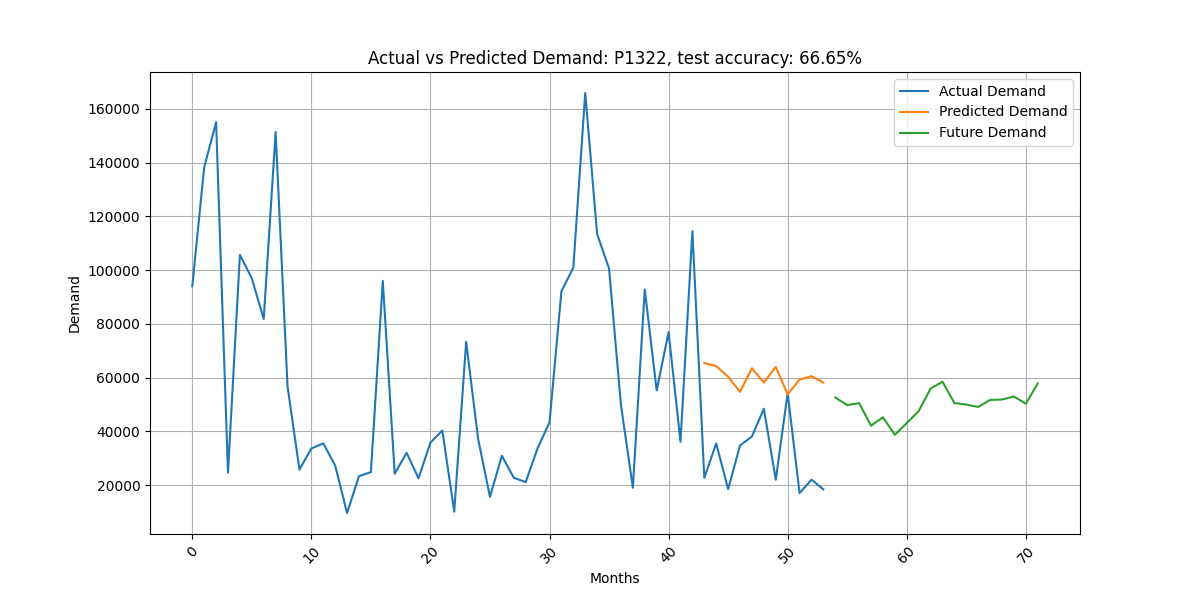 Actual vs Predicted Demand: P1322, test accuracy: 66.65%
Actual Demand
Predicted Demand
Future Demand
160000
140000
120000
100000
80000
60000
40000
20000
Demand
0 10 20 30 40 50 60 70
Months